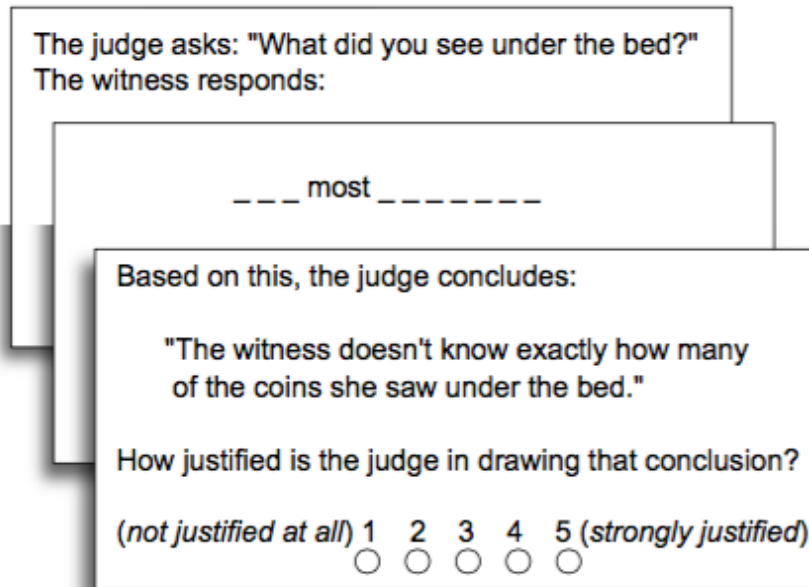 The judge asks: "What did you see under the bed?"
The witness responds:
_ _ _ most _ _ _ _ _ _ _
Based on this, the judge concludes:
"The witness doesn't know exactly how many
of the coins she saw under the bed."
How justified is the judge in drawing that conclusion?
(not justified at all) 1 2 3 4 5 (strongly justified)